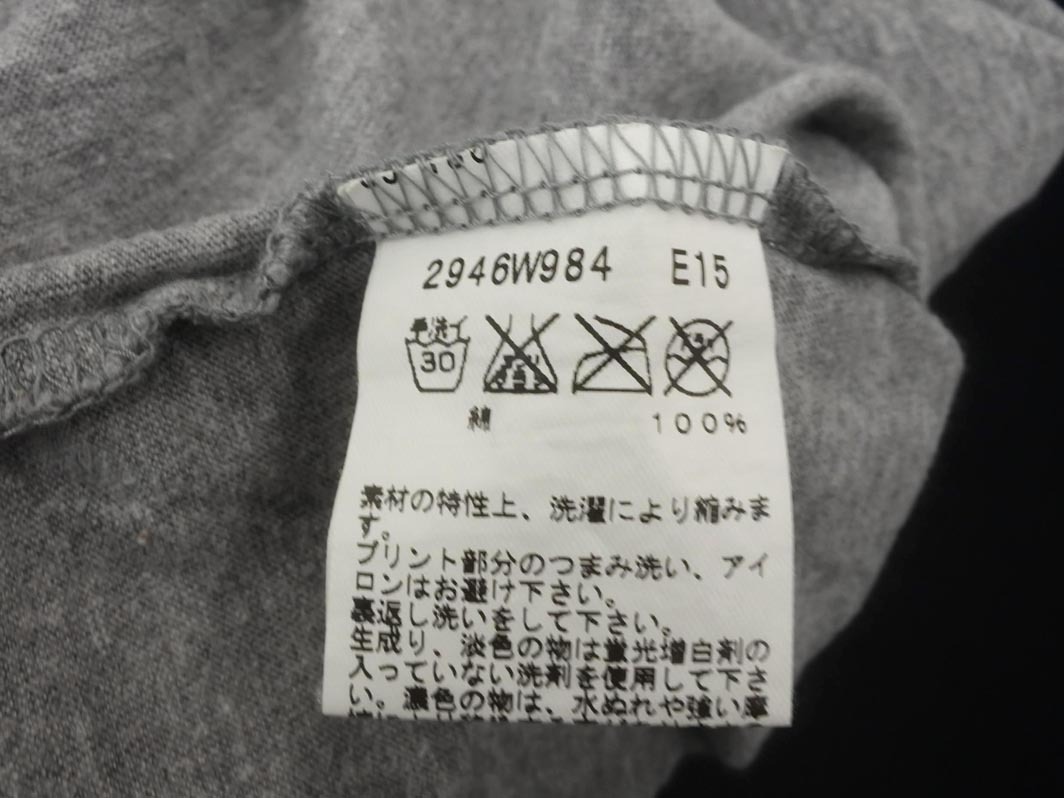 2946W984 E15
手洗イ
30
綿 100%
素材の特性上、洗濯により縮みま
す。
プリント部分のつまみ洗い、アイ
ロンはお避け下さい。
裏返し洗いをして下さい。
生成り、淡色の物は蛍光増白剤の
入っていない洗剤を使用して下さ
い。濃色の物は、水ぬれや強い摩